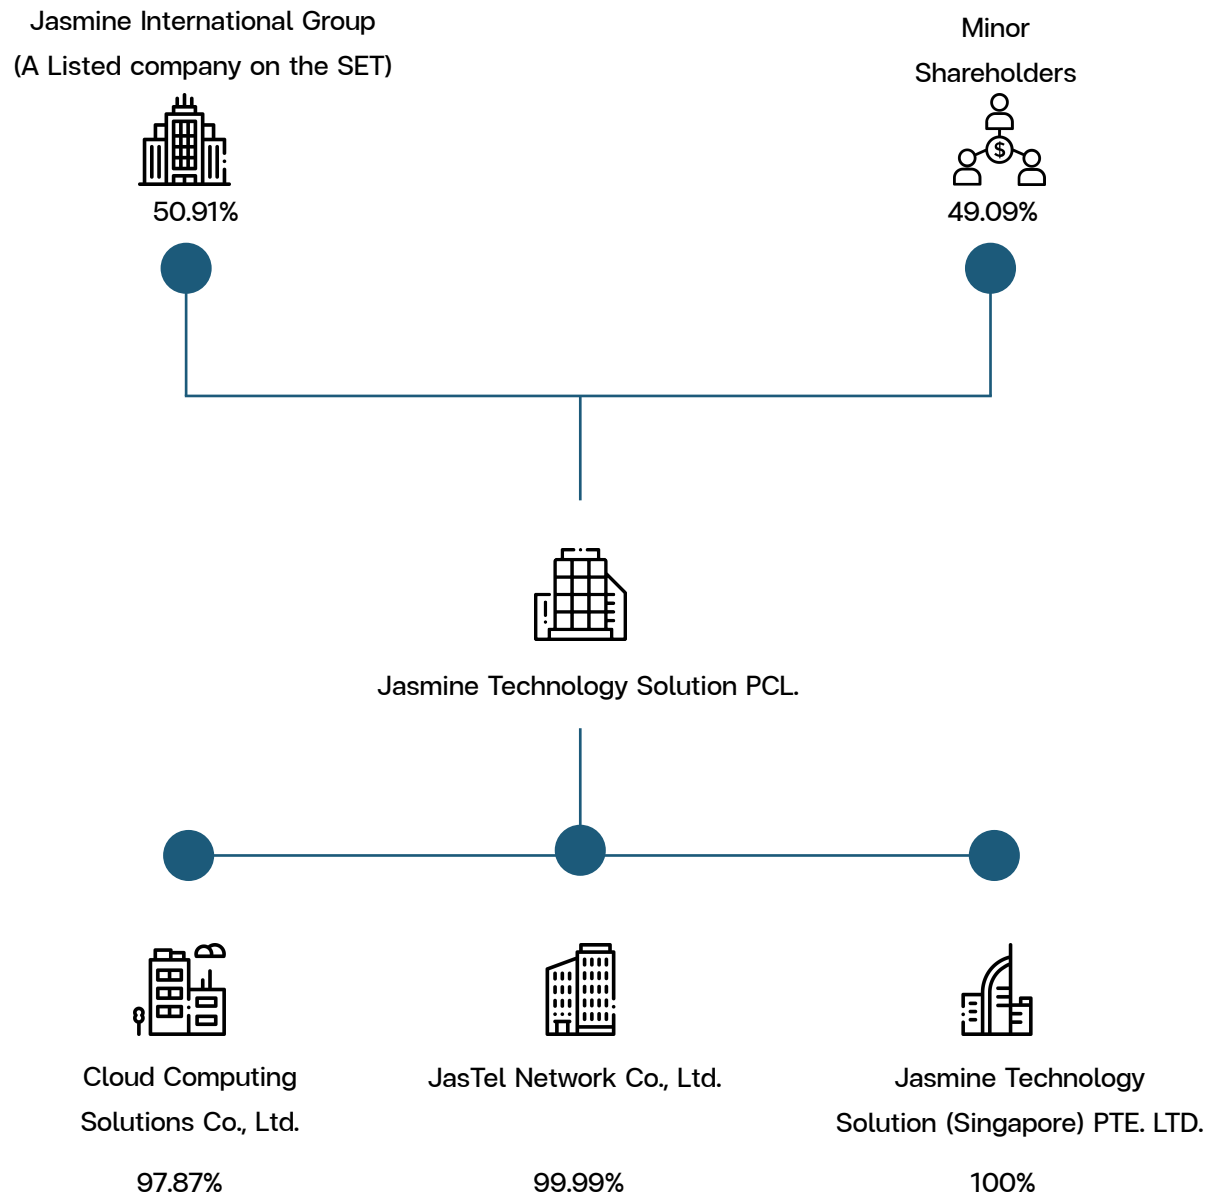 Jasmine International Group
(A Listed company on the SET)
50.91%
Minor
Shareholders
$
49.09%
Jasmine Technology Solution PCL.
Cloud Computing
Solutions Co., Ltd.
97.87%
JasTel Network Co., Ltd.
99.99%
Jasmine Technology
Solution (Singapore) PTE. LTD.
100%